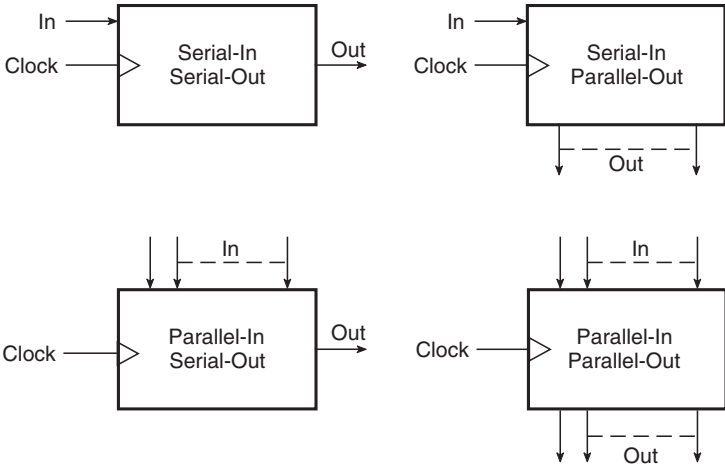 In
Clock
Serial-In
Serial-Out
Out
In
Clock
Serial-In
Parallel-Out
Out
In
Clock
Parallel-In
Serial-Out
Out
In
Clock
Parallel-In
Parallel-Out
Out